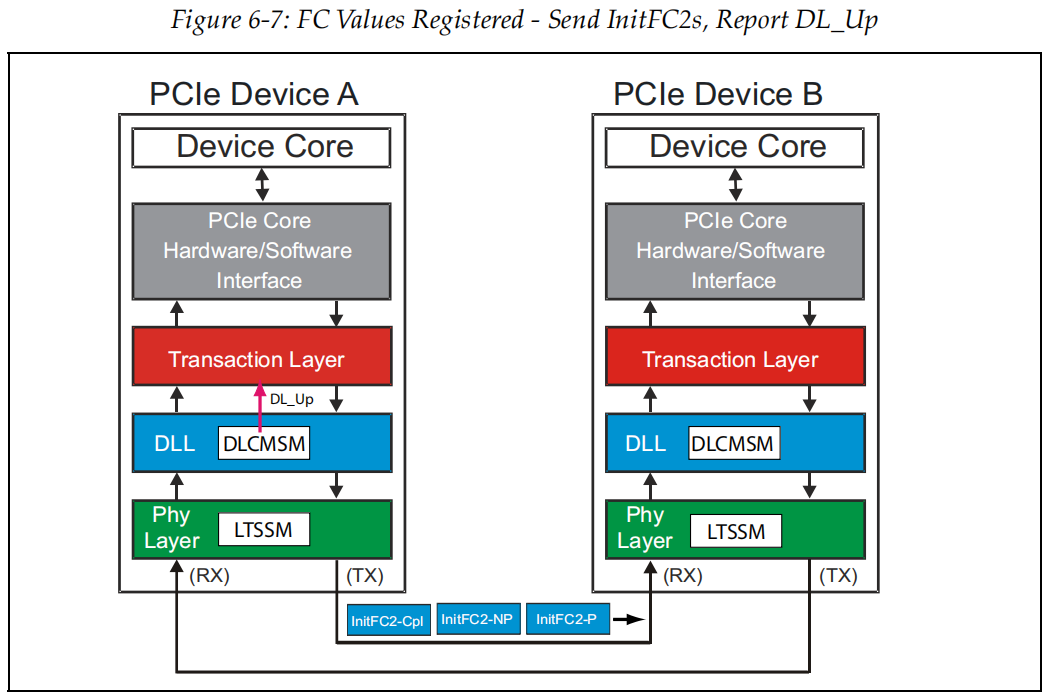 Figure 6-7: FC Values Registered - Send InitFC2s, Report DL_Up
PCIe Device A
Device Core
PCIe Core
Hardware/Software
Interface
Transaction Layer
DL_Up
DLL
DLCMSM
Phy
Layer
LTSSM
(RX)
(TX)
PCIe Device B
Device Core
PCIe Core
Hardware/Software
Interface
Transaction Layer
DLL
DLCMSM
Phy
Layer
LTSSM
(RX)
(TX)
InitFC2-Cpl
InitFC2-NP
InitFC2-P